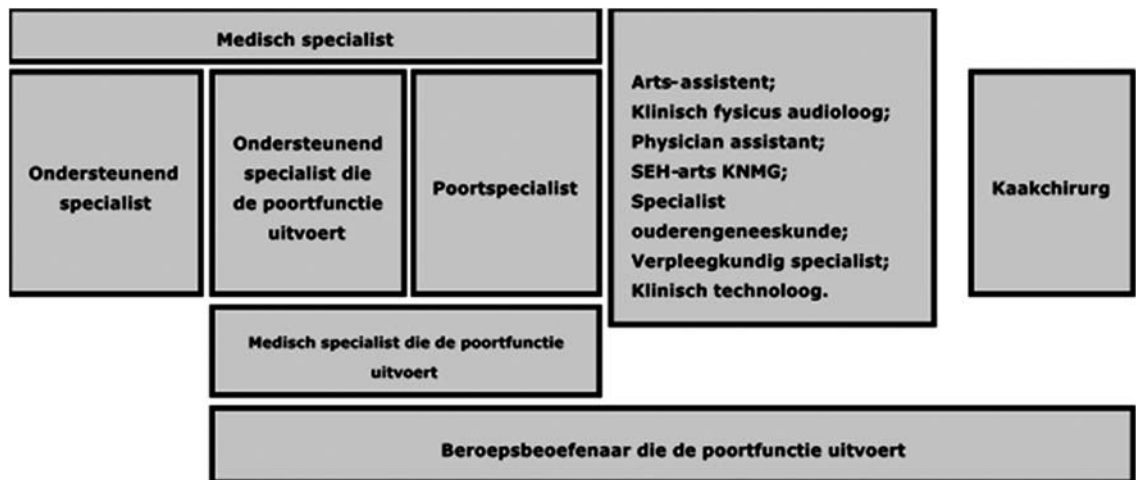 Medisch specialist
Ondersteunend
specialist
Ondersteunend
specialist die
de poortfunctie
uitvoert
Poortspecialist
Arts-assistent;
Klinisch fysicus audioloog;
Physician assistant;
SEH-arts KNMG;
Specialist
ouderengeneeskunde;
Verpleegkundig specialist;
Klinisch technoloog.
Kaakchirurg
Medisch specialist die de poortfunctie
uitvoert
Beroepsbeoefenaar die de poortfunctie uitvoert